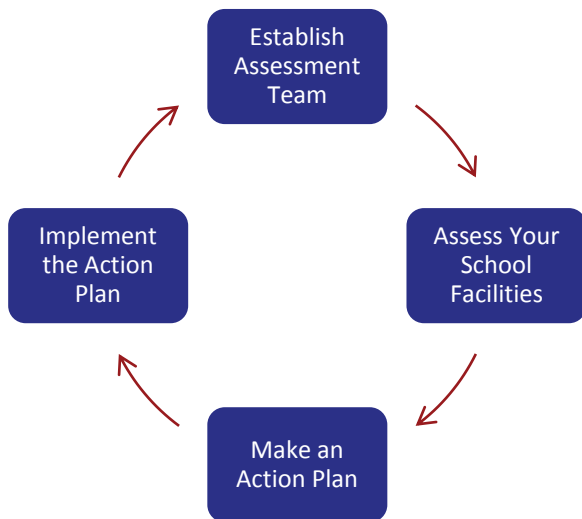 Establish
Assessment
Team
Implement
the Action
Plan
Assess Your
School
Facilities
Make an
Action Plan